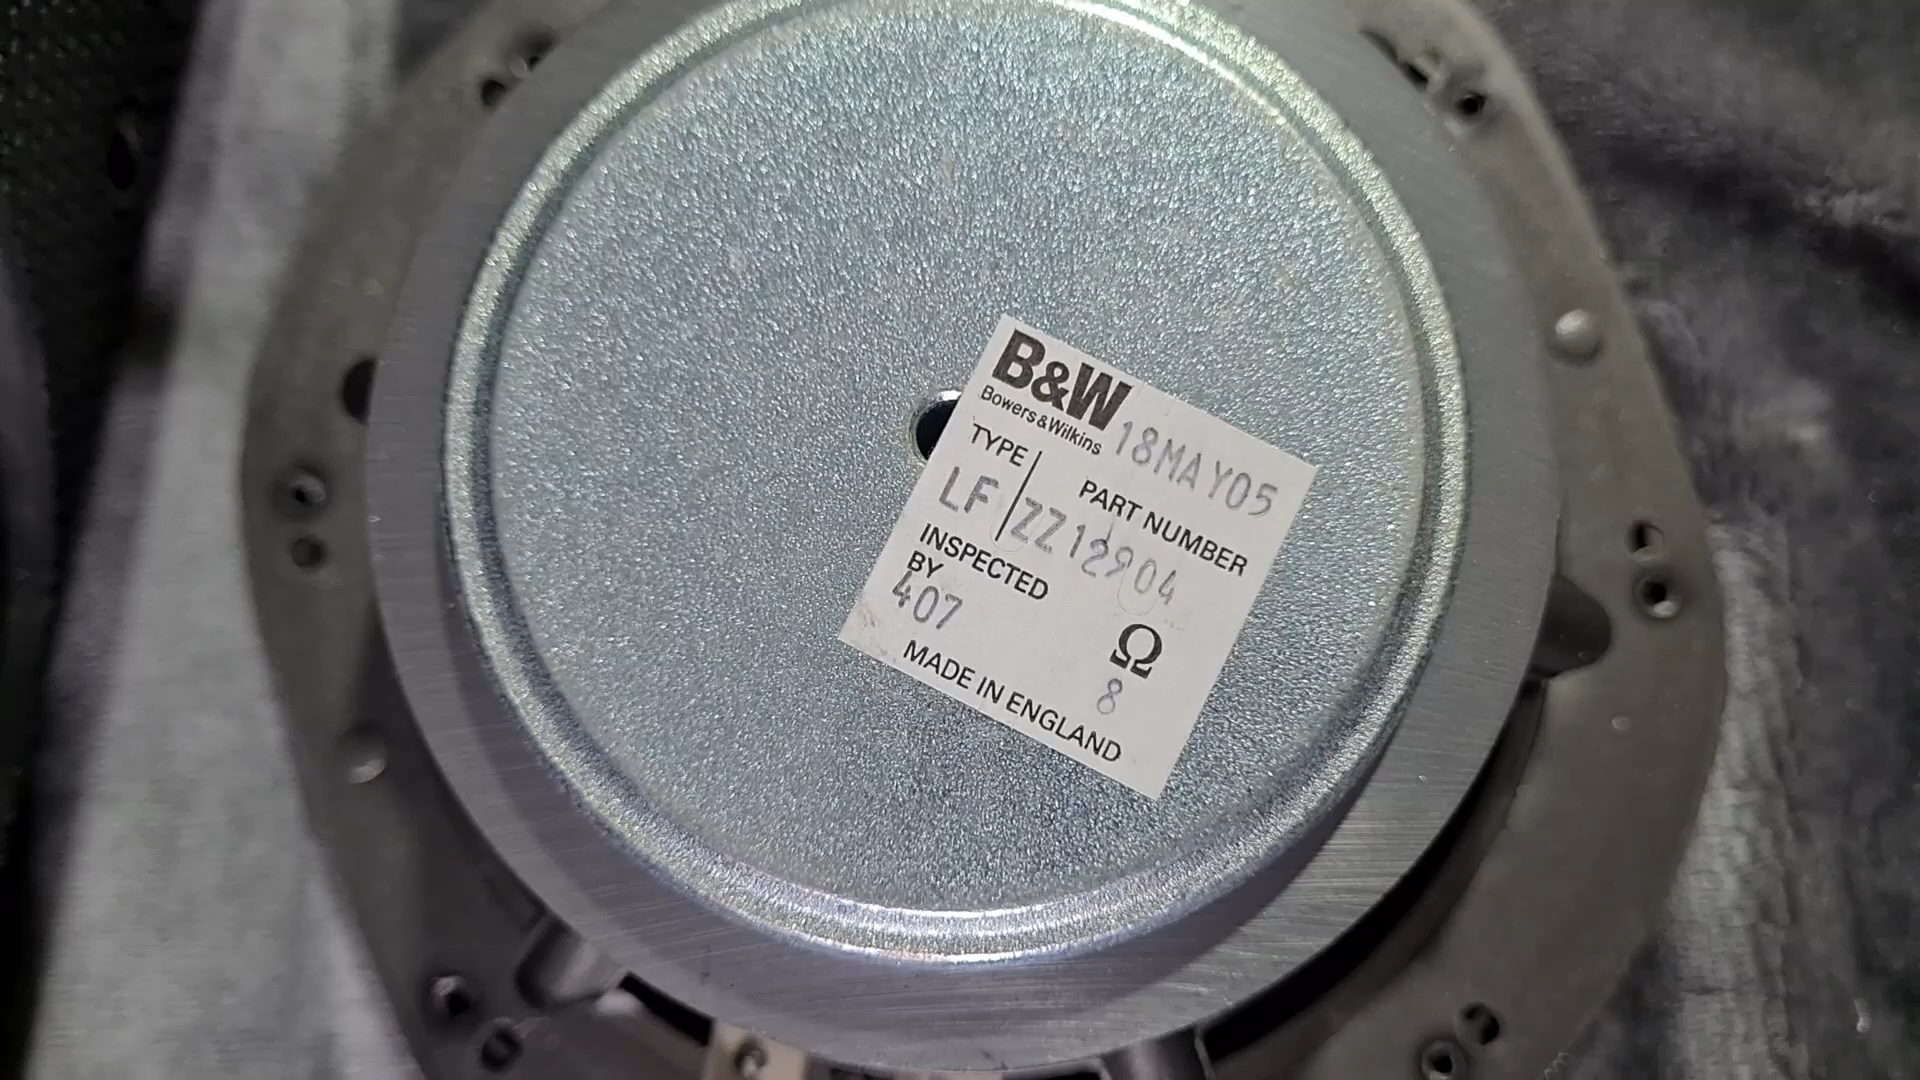 B&W
Bowers&Wilkins
18MAY05
TYPE
PART NUMBER
LF
ZZ12904
INSPECTED
BY
407
Ω
8
MADE IN ENGLAND